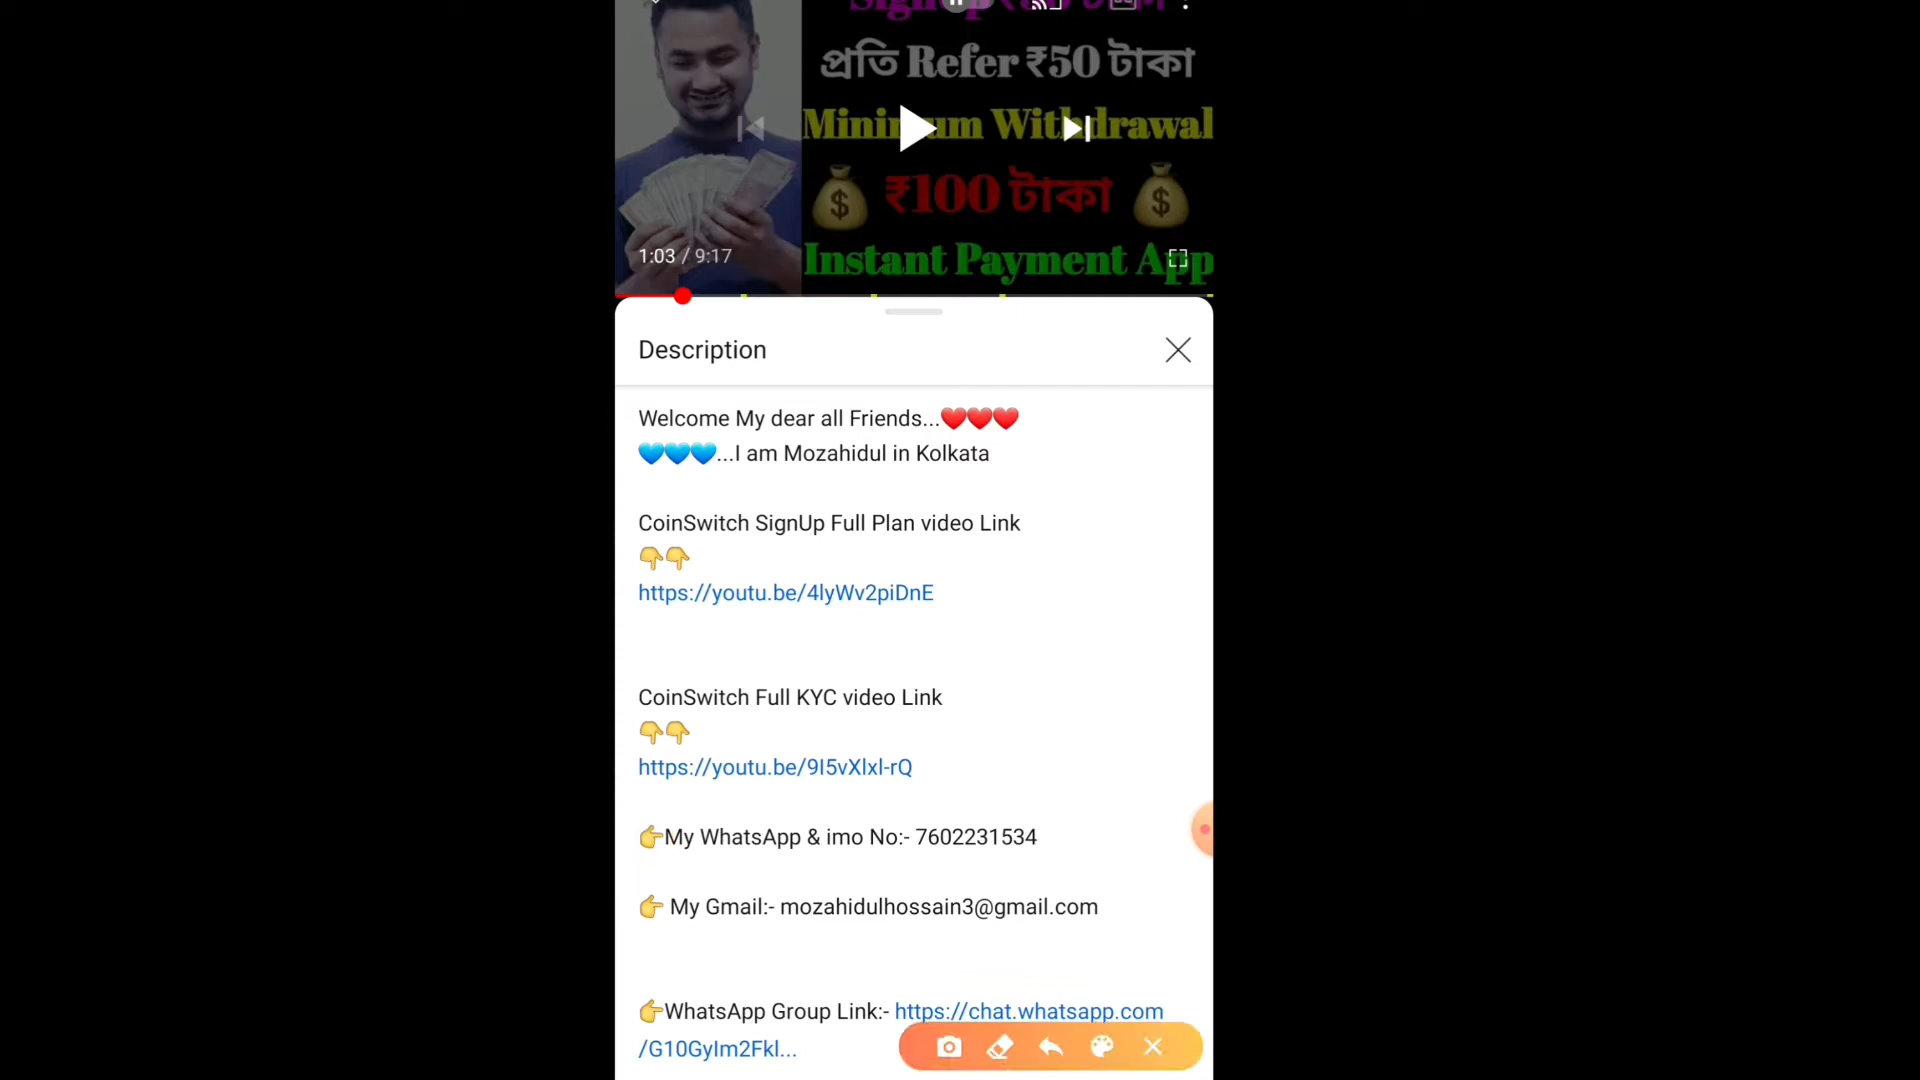 প্রতি Refer ₹50 টাকা
Minimum Withdrawal
₹100 টাকা
1:03 / 9:17
Instant Payment App
Description
Welcome My dear all Friends...❤️❤️❤️
💙💙💙...I am Mozahidul in Kolkata
CoinSwitch SignUp Full Plan video Link
👇👇
https://youtu.be/4lyWv2piDnE
CoinSwitch Full KYC video Link
👇👇
https://youtu.be/9I5vXlxl-rQ
👉My WhatsApp & imo No:- 7602231534
👉 My Gmail:- mozahidulhossain3@gmail.com
👉WhatsApp Group Link:- https://chat.whatsapp.com
/G10GyIm2Fkl...